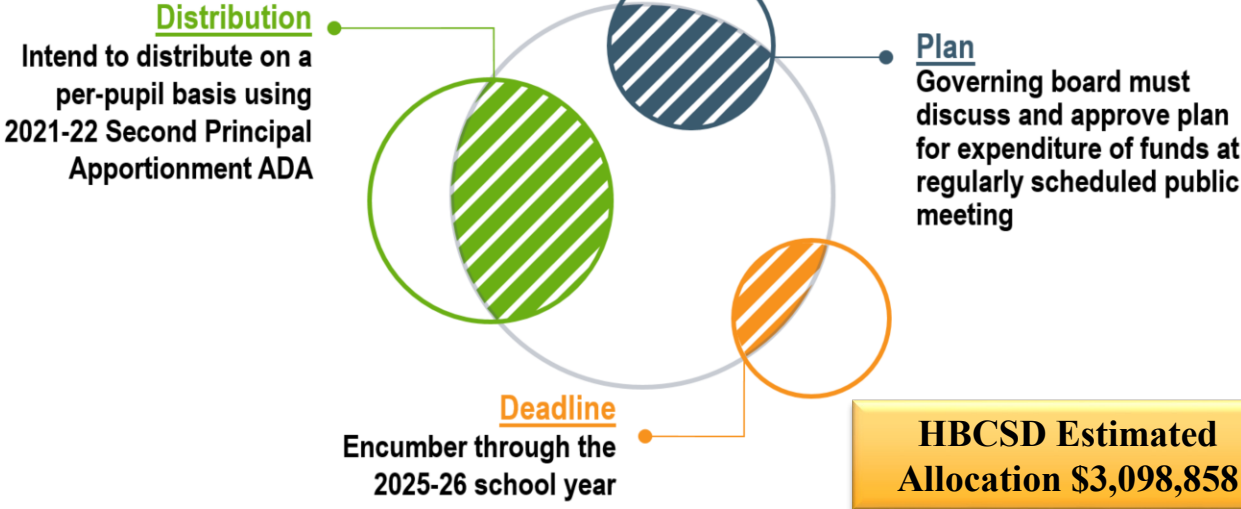 Distribution
Intend to distribute on a
per-pupil basis using
2021-22 Second Principal
Apportionment ADA
Plan
Governing board must
discuss and approve plan
for expenditure of funds at
regularly scheduled public
meeting
Deadline
Encumber through the
2025-26 school year
HBCSD Estimated
Allocation $3,098,858